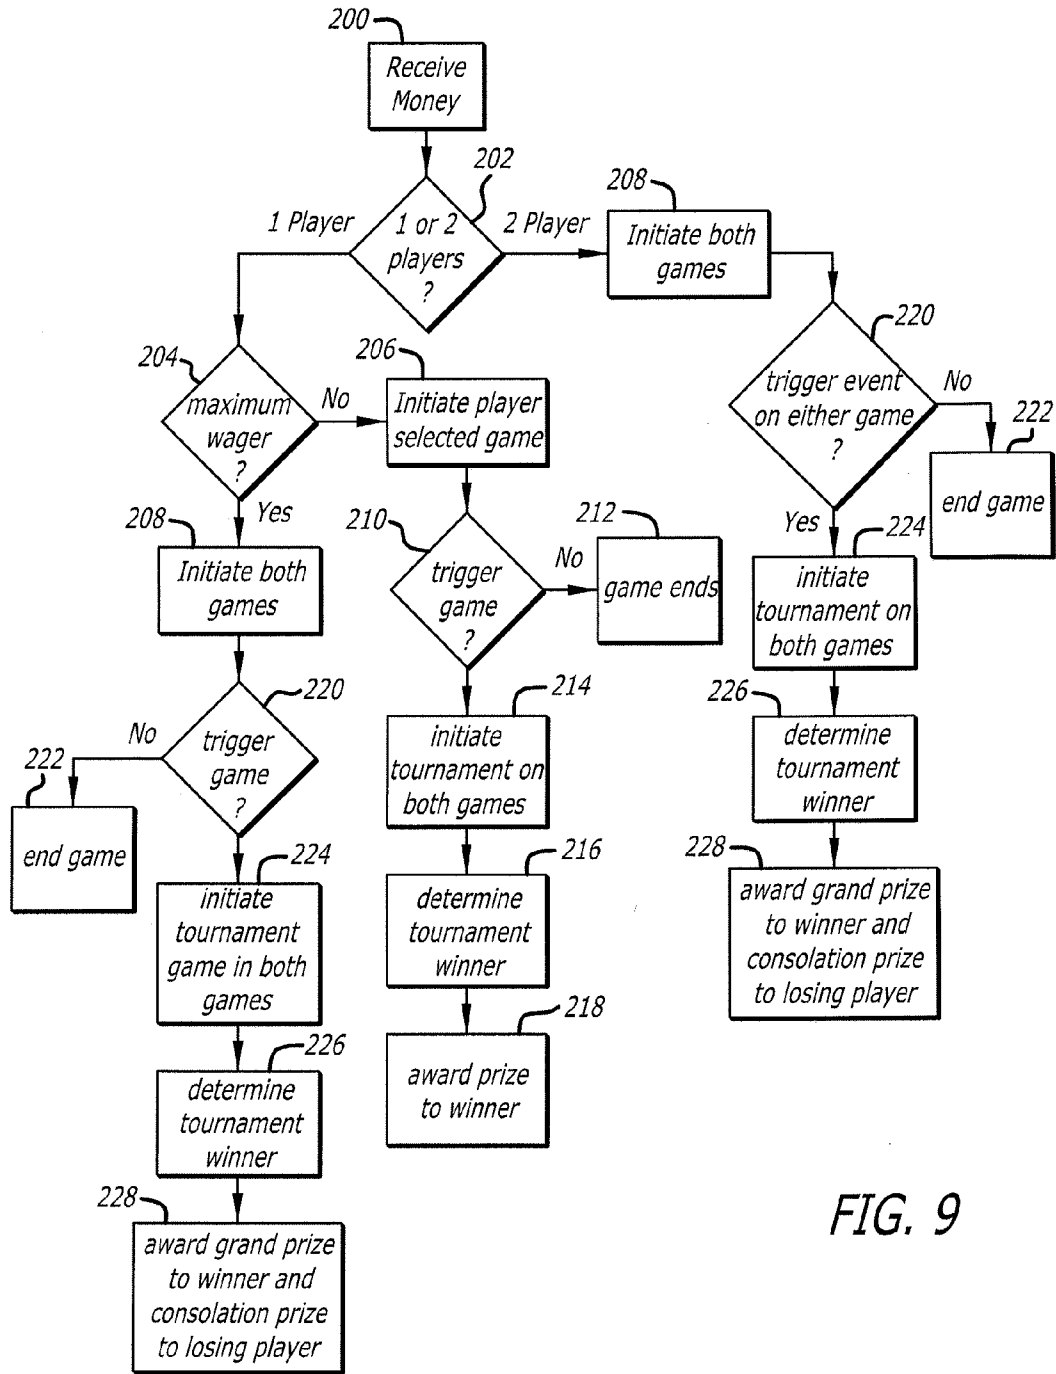 200
Receive
Money
202
1 Player
1 or 2
players
?
2 Player
208
Initiate both
games
204
maximum
wager
?
No
Yes
206
Initiate player
selected game
220
trigger event
on either game
?
No
Yes
222
end game
208
Initiate both
games
210
trigger
game
?
No
212
game ends
224
initiate
tournament on
both games
220
trigger
game
?
No
222
end game
214
initiate
tournament on
both games
226
determine
tournament
winner
224
initiate
tournament
game in both
games
216
determine
tournament
winner
228
award grand prize
to winner and
consolation prize
to losing player
226
determine
tournament
winner
218
award prize
to winner
228
award grand prize
to winner and
consolation prize
to losing player
FIG. 9